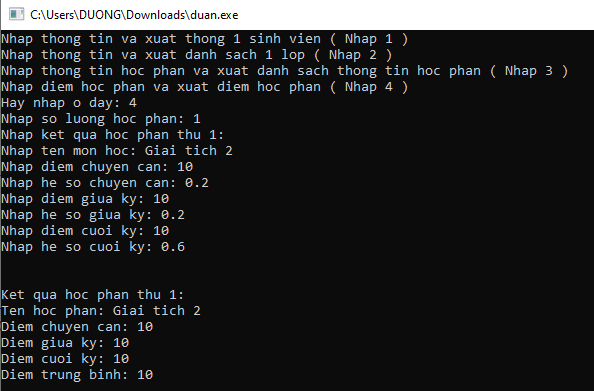 C:\Users\DUONG\Downloads\duan.exe
Nhap thong tin va xuat thong 1 sinh vien ( Nhap 1 )
Nhap thong tin va xuat danh sach 1 lop ( Nhap 2 )
Nhap thong tin hoc phan va xuat danh sach thong tin hoc phan ( Nhap 3 )
Nhap diem hoc phan va xuat diem hoc phan ( Nhap 4 )
Hay nhap o day: 4
Nhap so luong hoc phan: 1
Nhap ket qua hoc phan thu 1:
Nhap ten mon hoc: Giai tich 2
Nhap diem chuyen can: 10
Nhap he so chuyen can: 0.2
Nhap diem giua ky: 10
Nhap he so giua ky: 0.2
Nhap diem cuoi ky: 10
Nhap he so cuoi ky: 0.6
Ket qua hoc phan thu 1:
Ten hoc phan: Giai tich 2
Diem chuyen can: 10
Diem giua ky: 10
Diem cuoi ky: 10
Diem trung binh: 10